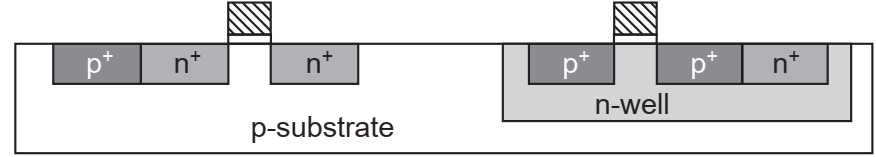 p+ n+ n+ p+ p+ n+
n-well
p-substrate